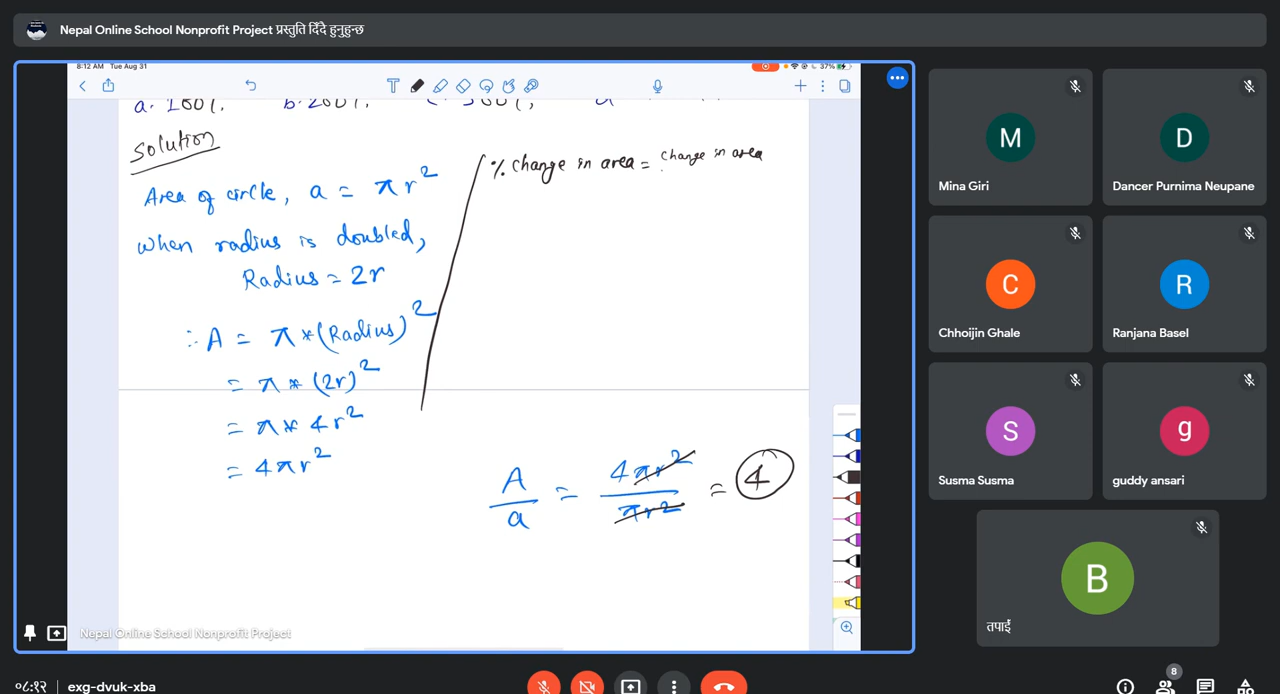 Nepal Online School Nonprofit Project प्रस्तुति दिँदै हुनुहुन्छ
8:12 AM Tue Aug 31
37%
T
a.
b.
Solution
Area of circle, a = πr²
when radius is doubled,
Radius = 2r
∴ A = π * (Radius)²
= π * (2r)²
= π * 4r²
= 4πr²
% change in area = change in area
A/a = 4πr²/πr² = 4
Nepal Online School Nonprofit Project
M
Mina Giri
D
Dancer Purnima Neupane
C
Chhoijin Ghale
R
Ranjana Basel
S
Susma Susma
g
guddy ansari
B
तपाईं
०८:१२ | exg-dvuk-xba
8